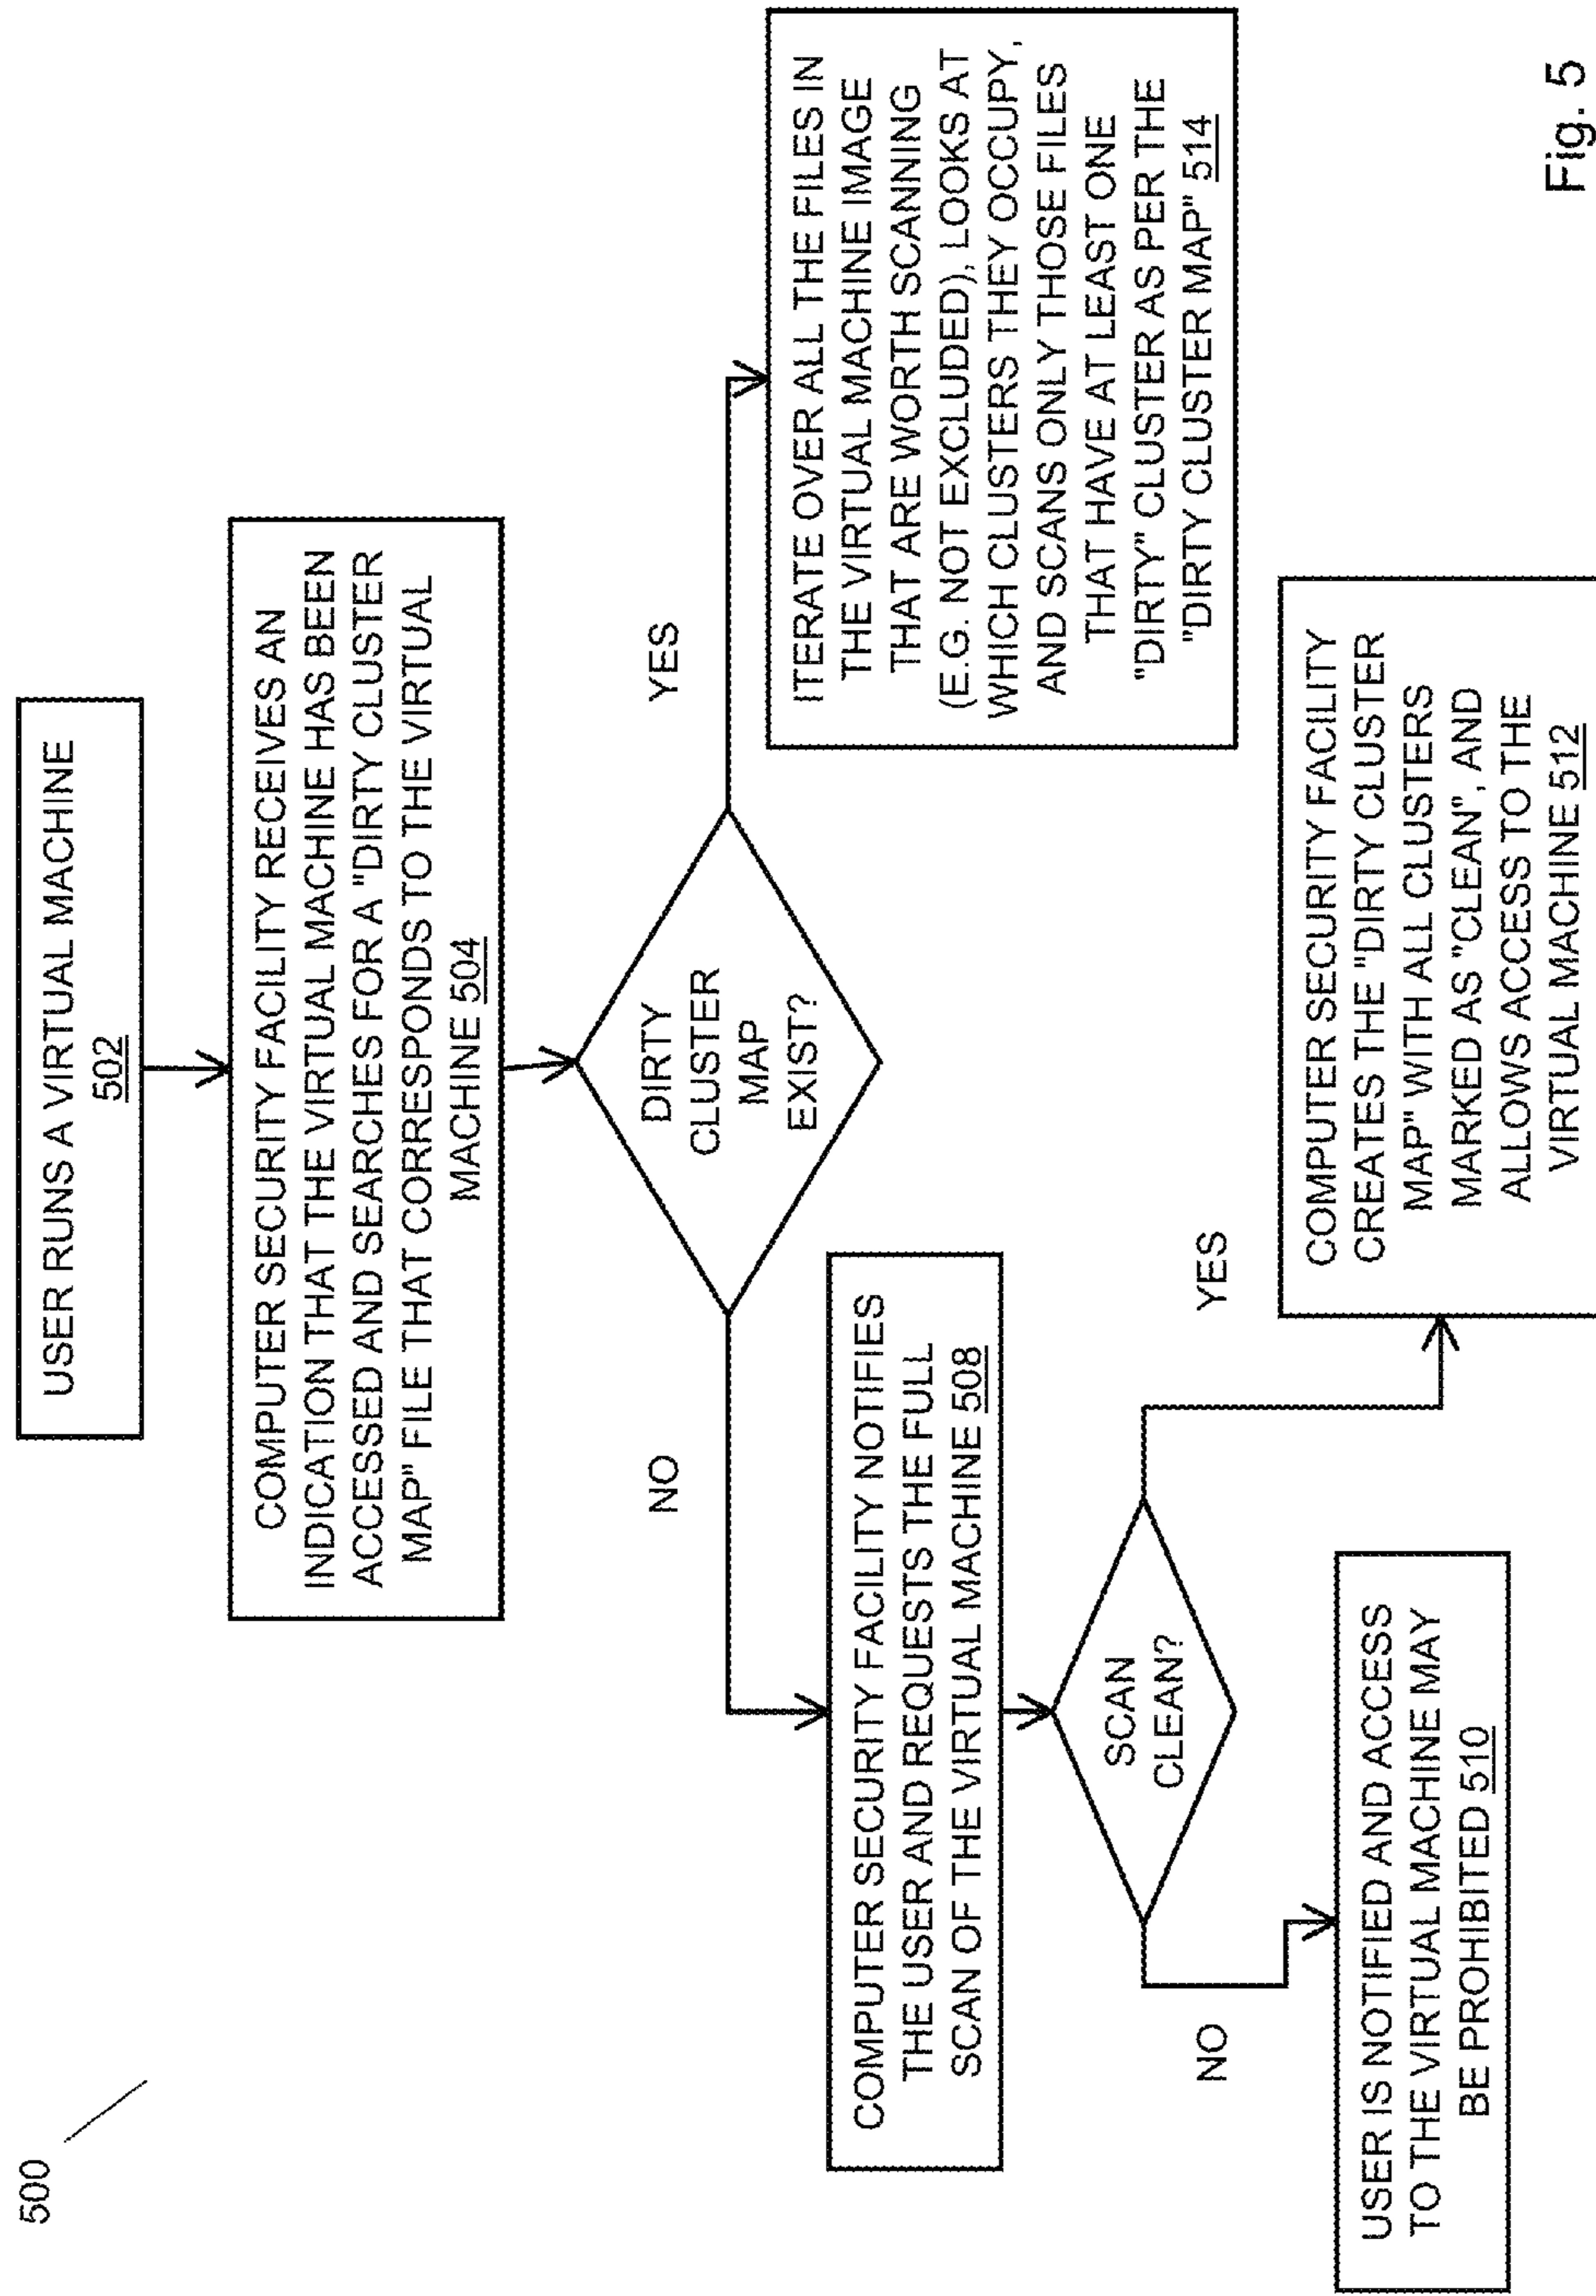 500
USER RUNS A VIRTUAL MACHINE
502
COMPUTER SECURITY FACILITY RECEIVES AN
INDICATION THAT THE VIRTUAL MACHINE HAS BEEN
ACCESSED AND SEARCHES FOR A "DIRTY CLUSTER
MAP" FILE THAT CORRESPONDS TO THE VIRTUAL
MACHINE 504
DIRTY
CLUSTER
MAP
EXIST?
NO
YES
COMPUTER SECURITY FACILITY NOTIFIES
THE USER AND REQUESTS THE FULL
SCAN OF THE VIRTUAL MACHINE 508
ITERATE OVER ALL THE FILES IN
THE VIRTUAL MACHINE IMAGE
THAT ARE WORTH SCANNING
(E.G. NOT EXCLUDED), LOOKS AT
WHICH CLUSTERS THEY OCCUPY,
AND SCANS ONLY THOSE FILES
THAT HAVE AT LEAST ONE
"DIRTY" CLUSTER AS PER THE
"DIRTY CLUSTER MAP" 514
SCAN
CLEAN?
NO
YES
USER IS NOTIFIED AND ACCESS
TO THE VIRTUAL MACHINE MAY
BE PROHIBITED 510
COMPUTER SECURITY FACILITY
CREATES THE "DIRTY CLUSTER
MAP" WITH ALL CLUSTERS
MARKED AS "CLEAN", AND
ALLOWS ACCESS TO THE
VIRTUAL MACHINE 512
Fig. 5